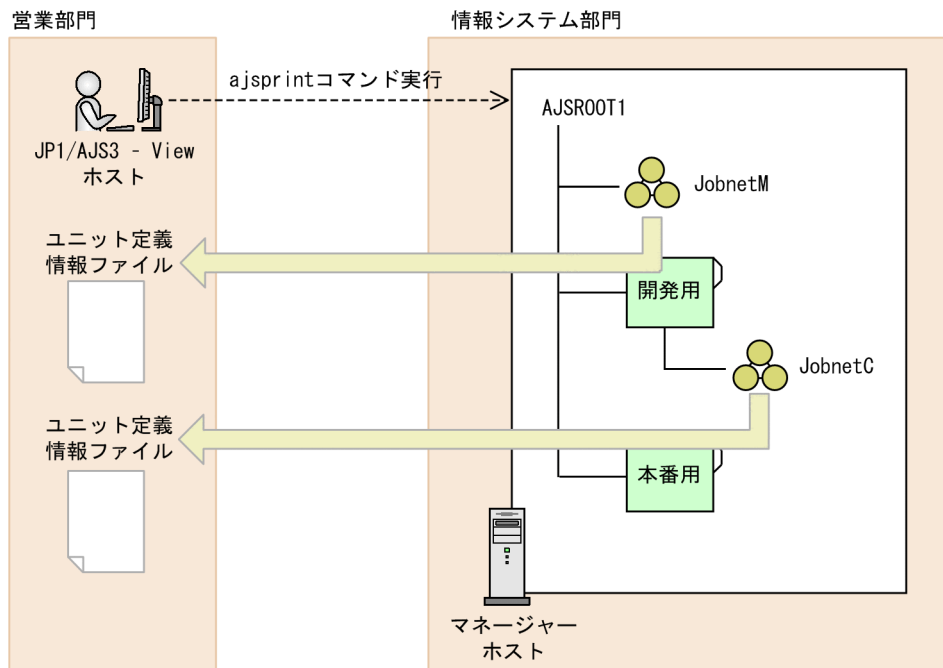 営業部門
情報システム部門
ajsprintコマンド実行
AJSROOT1
JP1/AJS3 - View
ホスト
JobnetM
ユニット定義
情報ファイル
開発用
JobnetC
ユニット定義
情報ファイル
本番用
マネージャー
ホスト